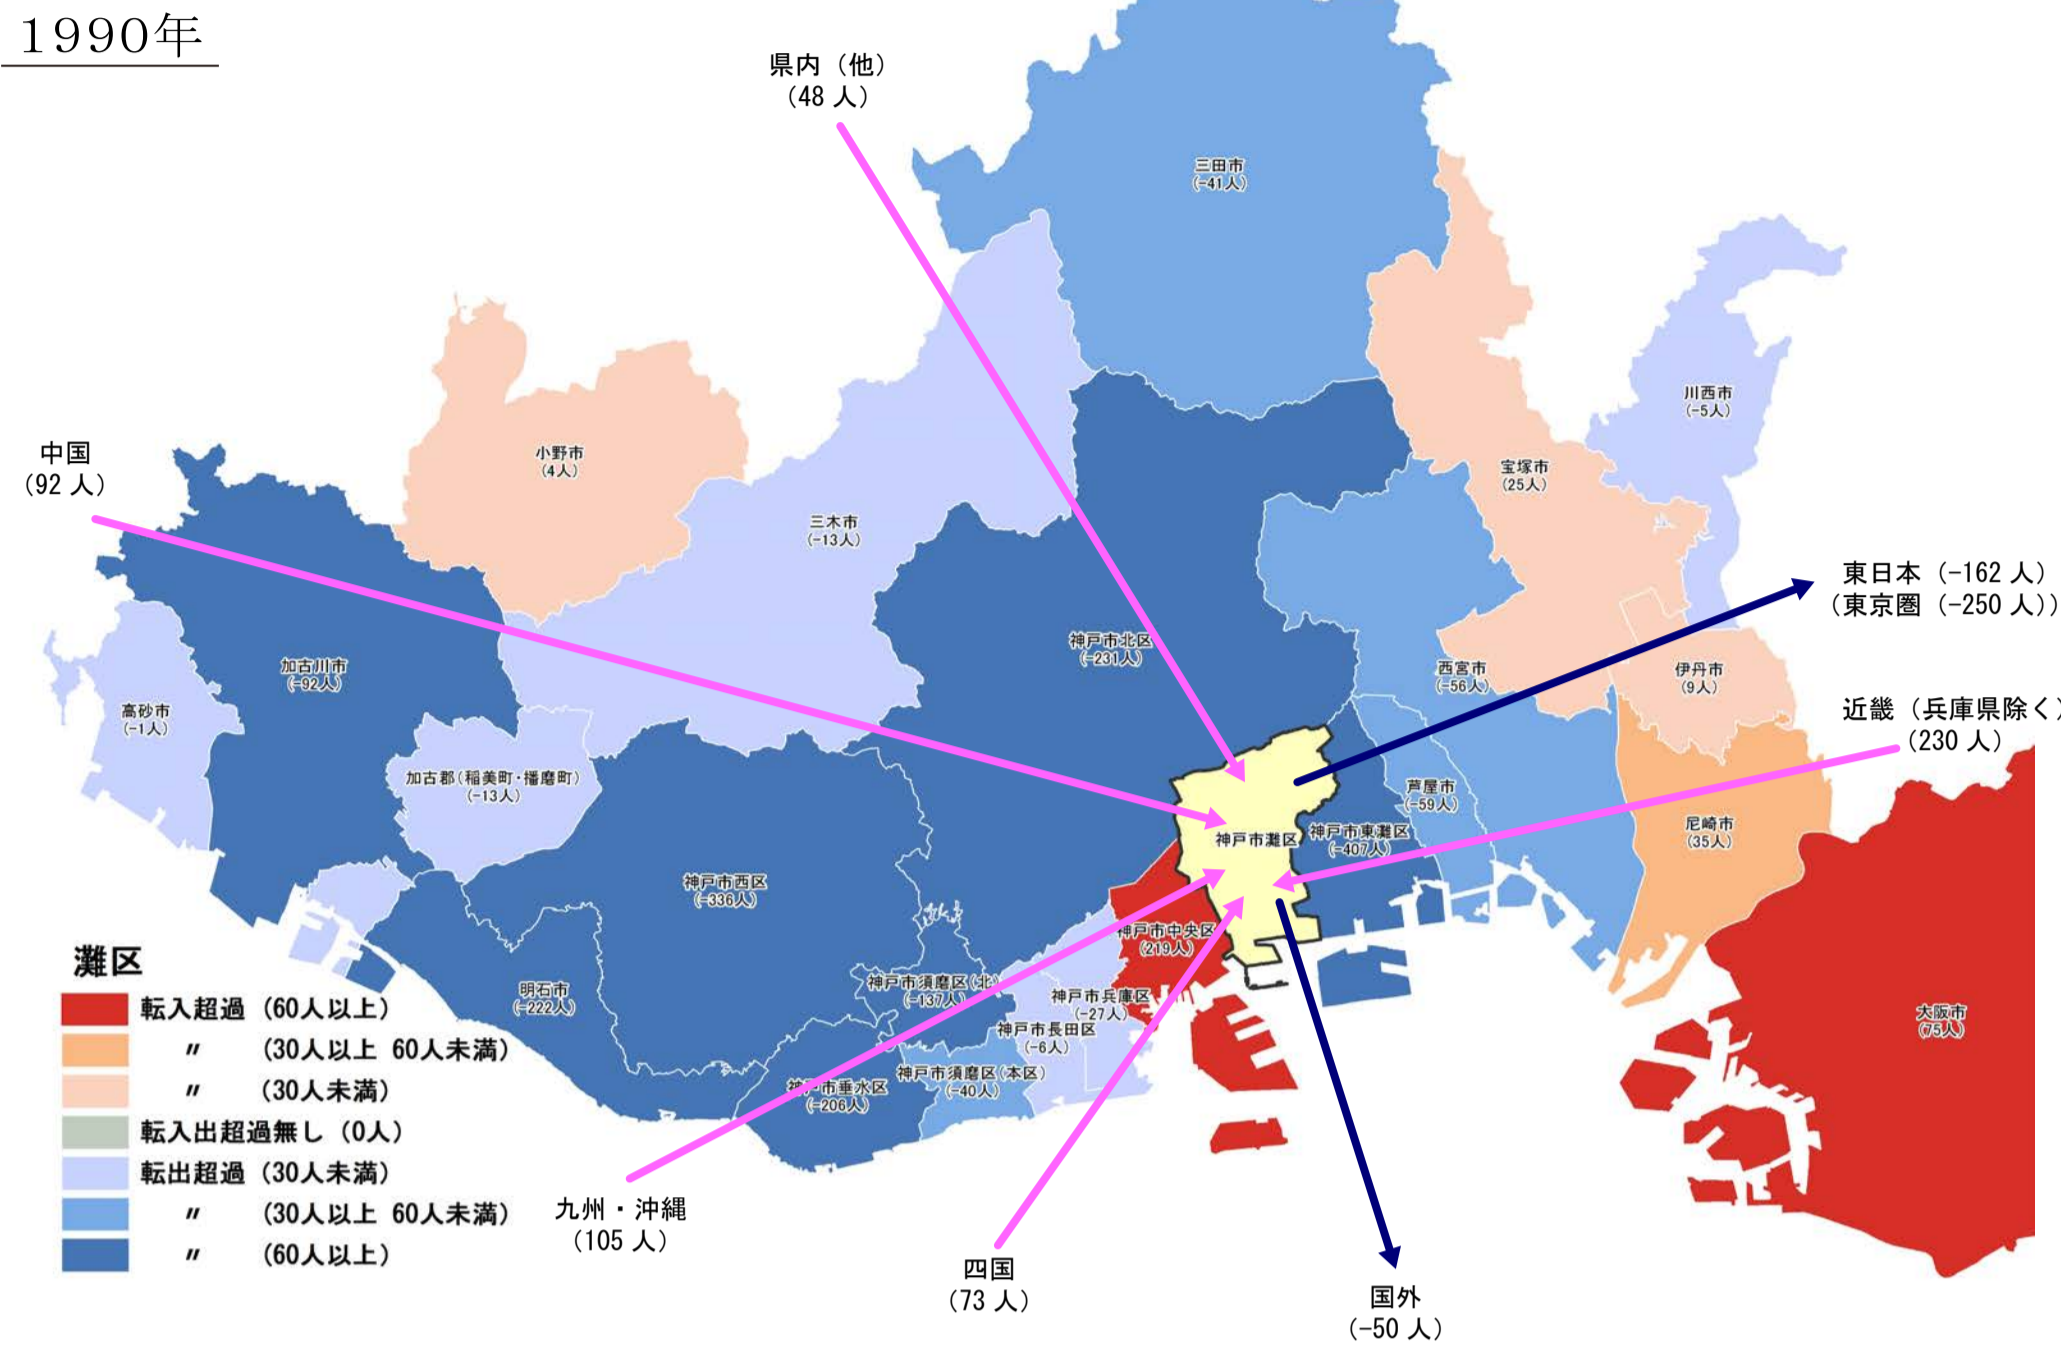 1990年
県内（他）
（48 人）
三田市
（-41人）
川西市
（-5人）
中国
（92 人）
小野市
（4人）
宝塚市
（25人）
三木市
（-13人）
東日本（-162 人）
（東京圏（-250 人））
神戸市北区
（-231人）
加古川市
（-92人）
西宮市
（-56人）
伊丹市
（9人）
高砂市
（-1人）
近畿（兵庫県除く）
（230 人）
加古郡（稲美町・播磨町）
（-13人）
芦屋市
（-59人）
神戸市灘区
神戸市東灘区
（-407人）
尼崎市
（35人）
神戸市西区
（-336人）
神戸市中央区
（219人）
灘区
転入超過（60人以上）
〃（30人以上 60人未満）
〃（30人未満）
転入出超過無し（0人）
転出超過（30人未満）
〃（30人以上 60人未満）
〃（60人以上）
明石市
（-222人）
神戸市須磨区（北）
（-137人）
神戸市兵庫区
（-27人）
神戸市長田区
（-6人）
大阪市
（75人）
神戸市垂水区
（-206人）
神戸市須磨区（本区）
（-40人）
九州・沖縄
（105 人）
四国
（73 人）
国外
（-50 人）